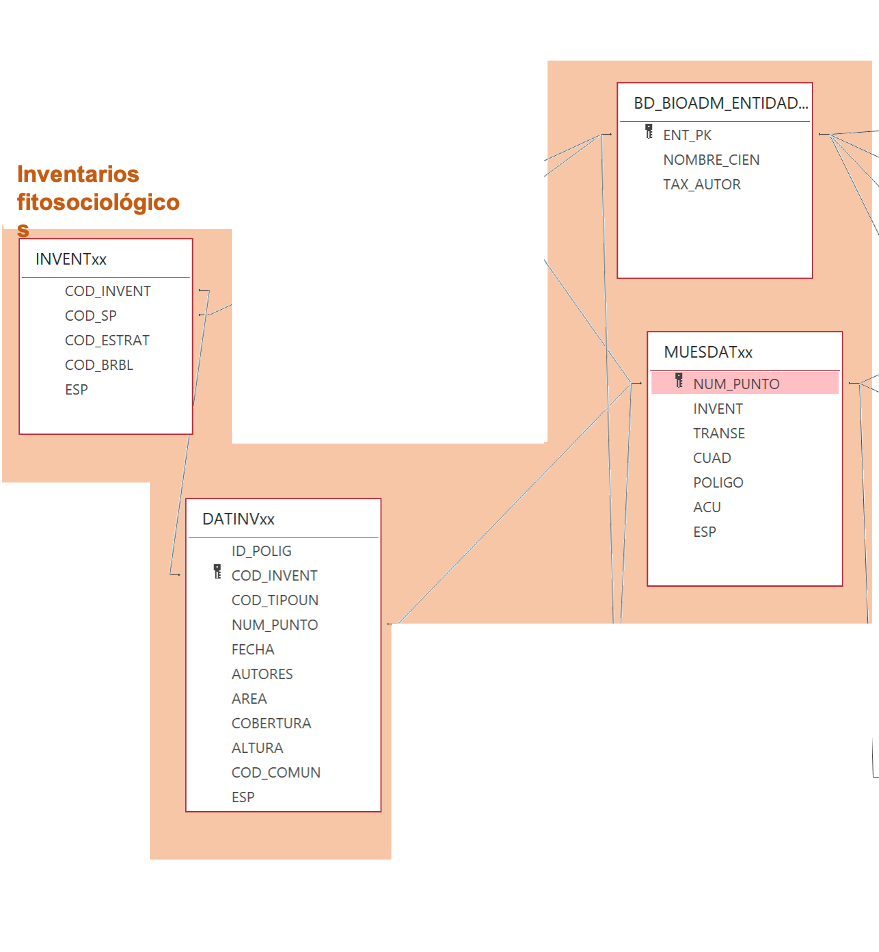 Inventarios
fitosociológico
s
INVENTxx
COD_INVENT
COD_SP
COD_ESTRAT
COD_BRBL
ESP
DATINVxx
ID_POLIG
COD_INVENT
COD_TIPOUN
NUM_PUNTO
FECHA
AUTORES
AREA
COBERTURA
ALTURA
COD_COMUN
ESP
BD_BIOADM_ENTIDAD...
ENT_PK
NOMBRE_CIEN
TAX_AUTOR
MUESDATxx
NUM_PUNTO
INVENT
TRANSE
CUAD
POLIGO
ACU
ESP